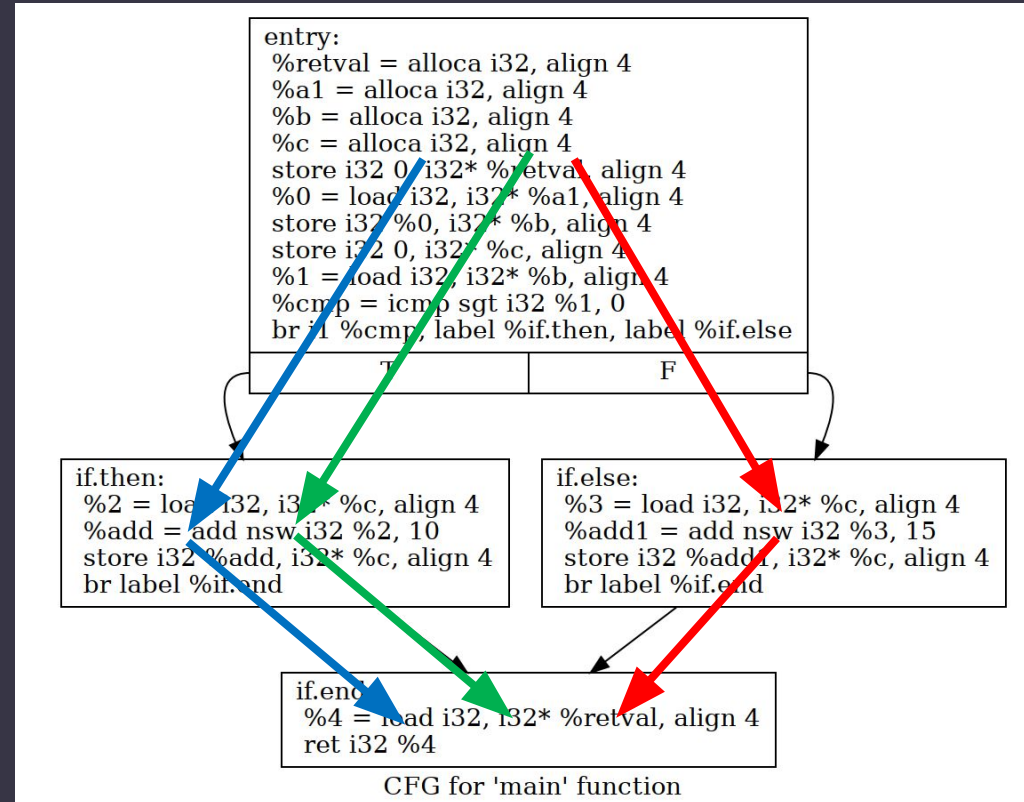 entry:
%retval = alloca i32, align 4
%a1 = alloca i32, align 4
%b = alloca i32, align 4
%c = alloca i32, align 4
store i32 0, i32* %retval, align 4
%0 = load i32, i32* %a1, align 4
store i32 %0, i32* %b, align 4
store i32 0, i32* %c, align 4
%1 = load i32, i32* %b, align 4
%cmp = icmp sgt i32 %1, 0
br i1 %cmp, label %if.then, label %if.else
T F
if.then:
%2 = load i32, i32* %c, align 4
%add = add nsw i32 %2, 10
store i32 %add, i32* %c, align 4
br label %if.end
if.else:
%3 = load i32, i32* %c, align 4
%add1 = add nsw i32 %3, 15
store i32 %add1, i32* %c, align 4
br label %if.end
if.end:
%4 = load i32, i32* %retval, align 4
ret i32 %4
CFG for 'main' function